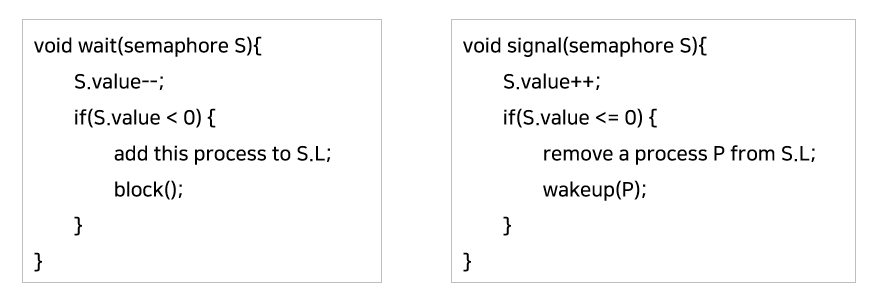 void wait(semaphore S){
S.value--;
if(S.value < 0) {
add this process to S.L;
block();
}
}
void signal(semaphore S){
S.value++;
if(S.value <= 0) {
remove a process P from S.L;
wakeup(P);
}
}